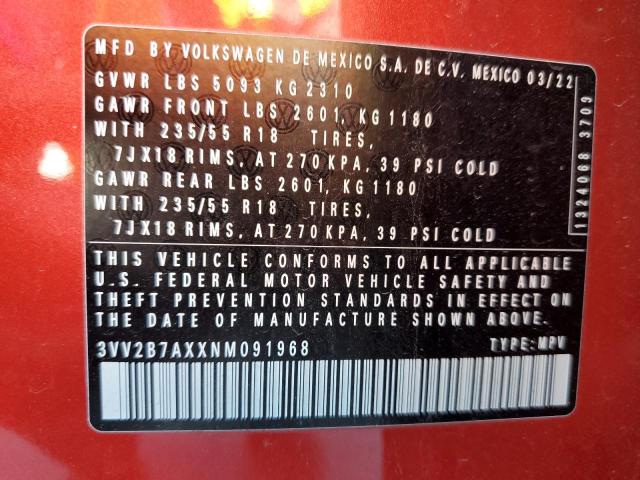 MFD BY VOLKSWAGEN DE MEXICO S.A. DE C.V. MEXICO 03/22
GVWR LBS 5093 KG 2310
GAWR FRONT LBS 2601, KG 1180
WITH 235/55 R18 TIRES,
7JX18 RIMS, AT 270 KPA, 39 PSI COLD
GAWR REAR LBS 2601, KG 1180
WITH 235/55 R18 TIRES,
7JX18 RIMS, AT 270 KPA, 39 PSI COLD
1324068 3709
THIS VEHICLE CONFORMS TO ALL APPLICABLE
U.S. FEDERAL MOTOR VEHICLE SAFETY AND
THEFT PREVENTION STANDARDS IN EFFECT ON
THE DATE OF MANUFACTURE SHOWN ABOVE.
3VV2B7AXXNM091968 TYPE: MPV